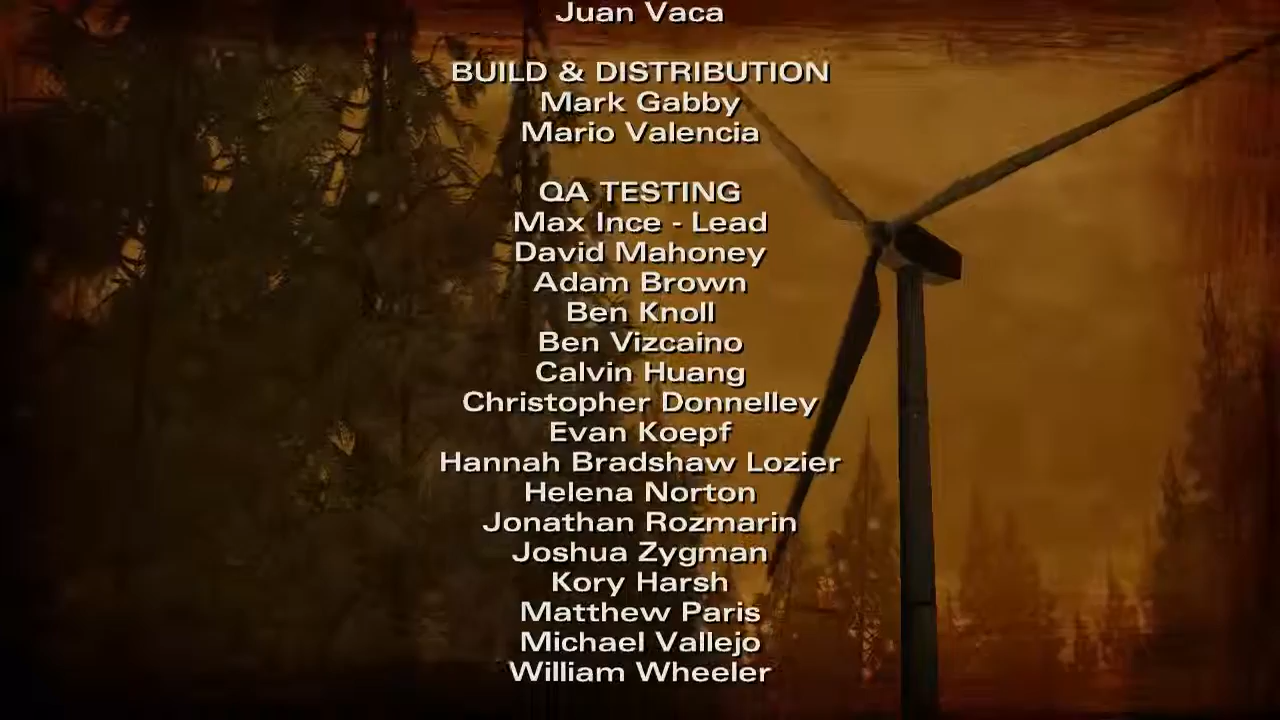 Juan Vaca
BUILD & DISTRIBUTION
Mark Gabby
Mario Valencia
QA TESTING
Max Ince - Lead
David Mahoney
Adam Brown
Ben Knoll
Ben Vizcaino
Calvin Huang
Christopher Donnelley
Evan Koepf
Hannah Bradshaw Lozier
Helena Norton
Jonathan Rozmarin
Joshua Zygman
Kory Harsh
Matthew Paris
Michael Vallejo
William Wheeler